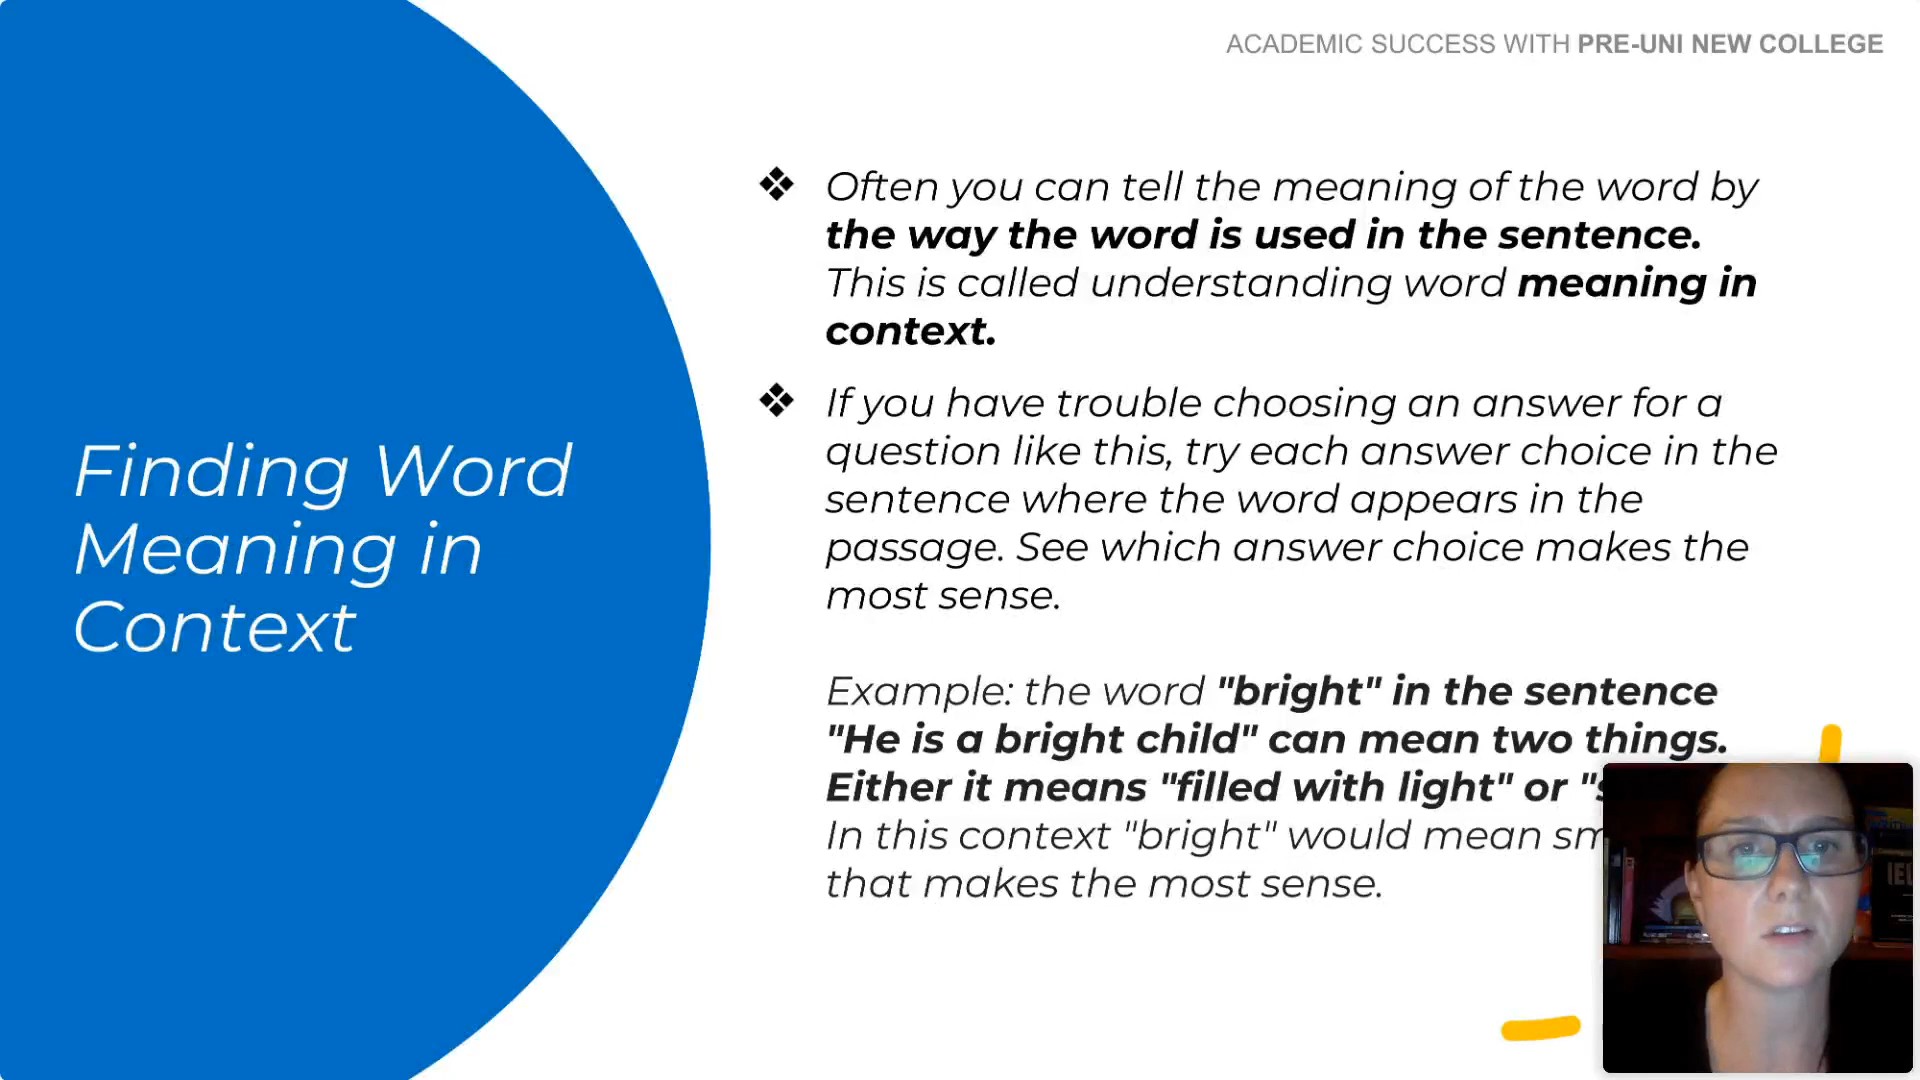 ACADEMIC SUCCESS WITH PRE-UNI NEW COLLEGE
Finding Word
Meaning in
Context
❖ Often you can tell the meaning of the word by
the way the word is used in the sentence.
This is called understanding word meaning in
context.
❖ If you have trouble choosing an answer for a
question like this, try each answer choice in the
sentence where the word appears in the
passage. See which answer choice makes the
most sense.
Example: the word "bright" in the sentence
"He is a bright child" can mean two things.
Either it means "filled with light" or
In this context "bright" would mean
that makes the most sense.